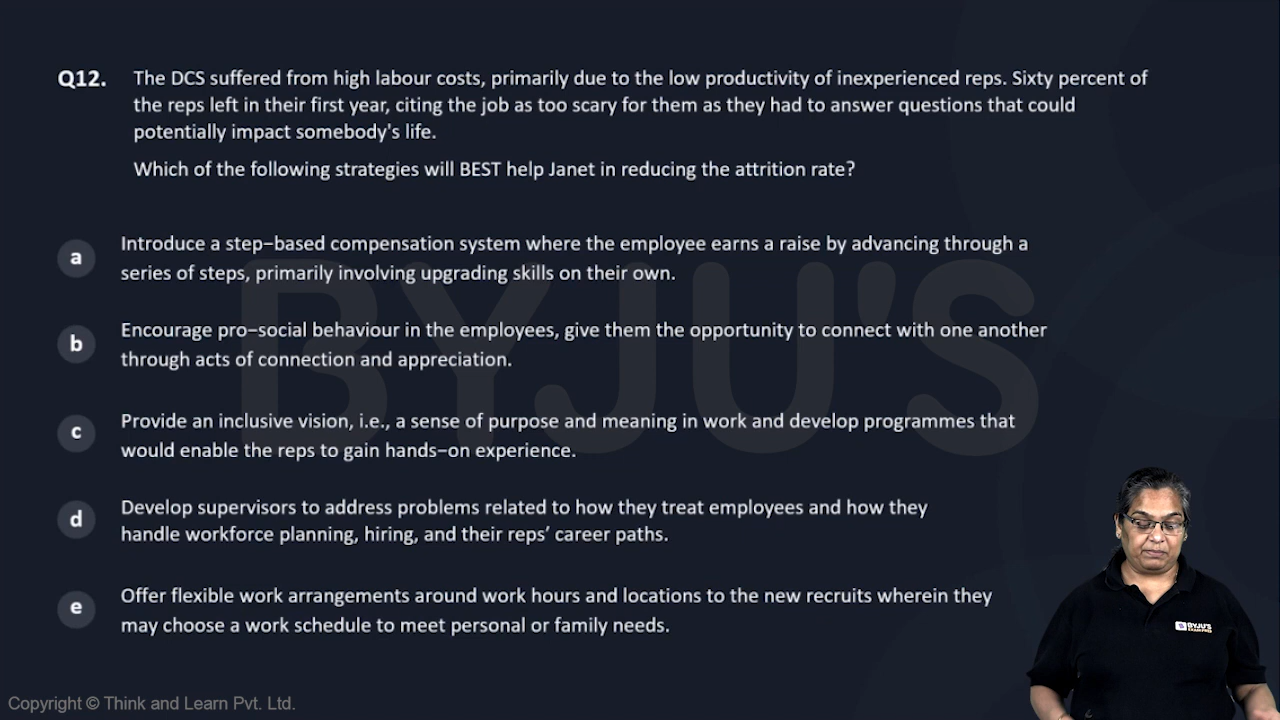 Q12. The DCS suffered from high labour costs, primarily due to the low productivity of inexperienced reps. Sixty percent of
the reps left in their first year, citing the job as too scary for them as they had to answer questions that could
potentially impact somebody's life.
Which of the following strategies will BEST help Janet in reducing the attrition rate?
a Introduce a step–based compensation system where the employee earns a raise by advancing through a
series of steps, primarily involving upgrading skills on their own.
b Encourage pro–social behaviour in the employees, give them the opportunity to connect with one another
through acts of connection and appreciation.
c Provide an inclusive vision, i.e., a sense of purpose and meaning in work and develop programmes that
would enable the reps to gain hands–on experience.
d Develop supervisors to address problems related to how they treat employees and how they
handle workforce planning, hiring, and their reps’ career paths.
e Offer flexible work arrangements around work hours and locations to the new recruits wherein they
may choose a work schedule to meet personal or family needs.
BYJU'S
BYJU'S
Copyright © Think and Learn Pvt. Ltd.